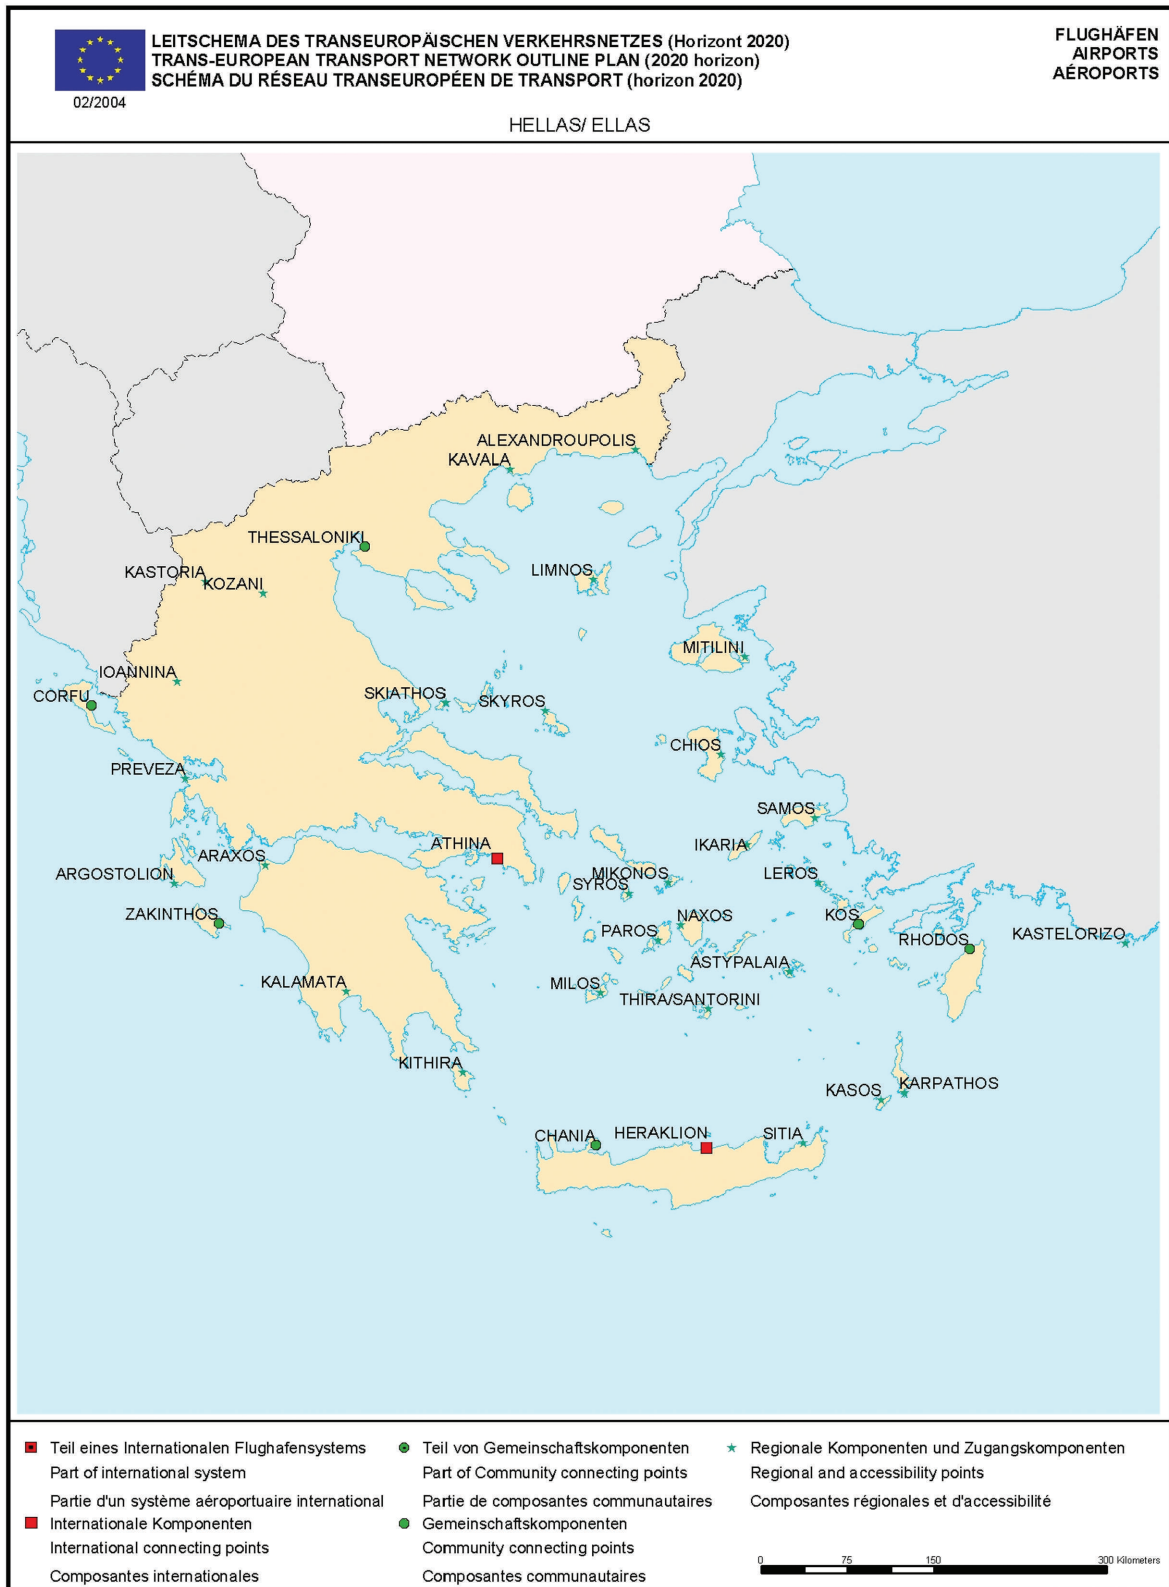 LEITSCHEMA DES TRANSEUROPÄISCHEN VERKEHRSNETZES (Horizont 2020)
TRANS-EUROPEAN TRANSPORT NETWORK OUTLINE PLAN (2020 horizon)
SCHÉMA DU RÉSEAU TRANSEUROPÉEN DE TRANSPORT (horizon 2020)
02/2004
FLUGHÄFEN
AIRPORTS
AÉROPORTS
HELLAS/ ELLAS
ALEXANDROUPOLIS
KAVALA
THESSALONIKI
KASTORIA
KOZANI
LIMNOS
MITILINI
IOANNINA
CORFU
SKIATHOS
SKYROS
CHIOS
PREVEZA
SAMOS
ATHINA
IKARIA
ARAXOS
ARGOSTOLION
MIKONOS
LEROS
SYROS
ZAKINTHOS
NAXOS
KOS
PAROS
RHODOS
KASTELORIZO
ASTYPALAIA
KALAMATA
MILOS
THIRA/SANTORINI
KITHIRA
KASOS
KARPATHOS
CHANIA
HERAKLION
SITIA
Teil eines Internationalen Flughafensystems
Part of international system
Partie d'un système aéroportuaire international
Internationale Komponenten
International connecting points
Composantes internationales
Teil von Gemeinschaftskomponenten
Part of Community connecting points
Partie de composantes communautaires
Gemeinschaftskomponenten
Community connecting points
Composantes communautaires
Regionale Komponenten und Zugangskomponenten
Regional and accessibility points
Composantes régionales et d'accessibilité
0 75 150 300 Kilometers